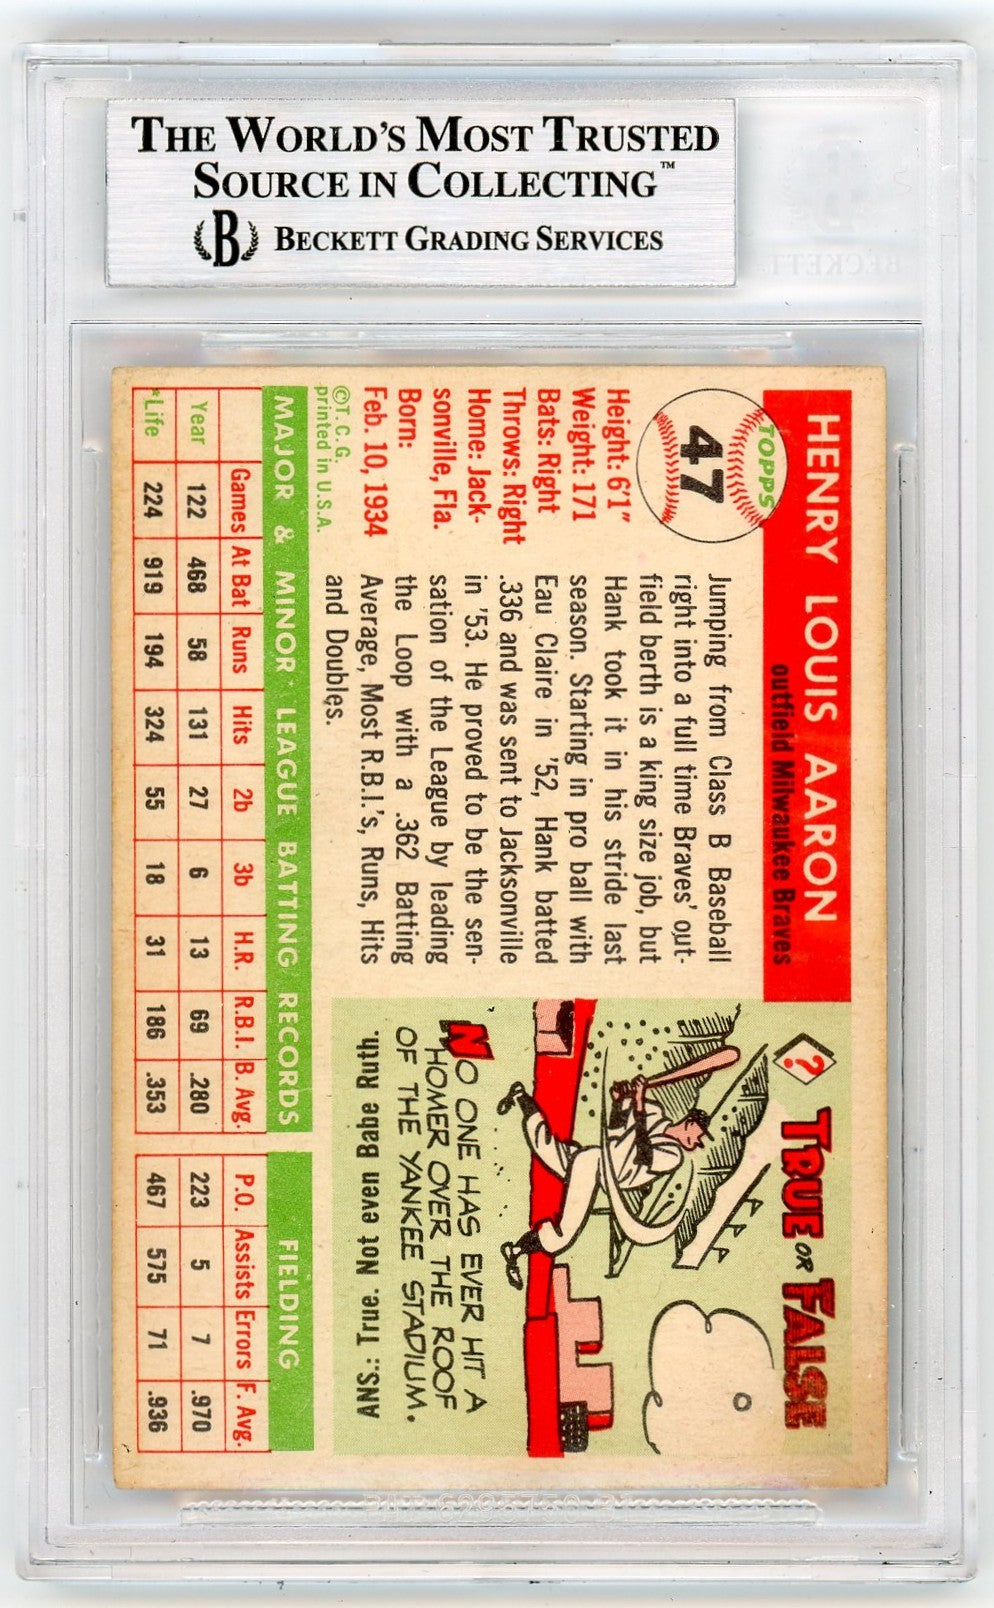 THE WORLD'S MOST TRUSTED
SOURCE IN COLLECTING™
B BECKETT GRADING SERVICES
BECKETT
HENRY LOUIS AARON
outfield Milwaukee Braves
TOPPS
47
Height: 6'1"
Weight: 171
Bats: Right
Throws: Right
Home: Jack-
sonville, Fla.
Born:
Feb. 10, 1934
©T. C. G.
printed in U.S.A.
Jumping from Class B Baseball
right into a full time Braves' out-
field berth is a king size job, but
Hank took it in his stride last
season. Starting in pro ball with
Eau Claire in '52, Hank batted
.336 and was sent to Jacksonville
in '53. He proved to be the sen-
sation of the League by leading
the Loop with a .362 Batting
Average, Most R.B.I.'s, Runs, Hits
and Doubles.
? TRUE OR FALSE
NO ONE HAS EVER HIT A
HOMER OVER THE ROOF
OF THE YANKEE STADIUM.
ANS: True. Not even Babe Ruth.
MAJOR & MINOR* LEAGUE BATTING RECORDS FIELDING
Games At Bat Runs Hits 2b 3b H.R. R.B.I. B. Avg. P.O. Assists Errors F. Avg.
Year 122 468 58 131 27 6 13 69 .280 223 5 7 .970
*Life 224 919 194 324 55 18 31 186 .353 467 575 71 .936